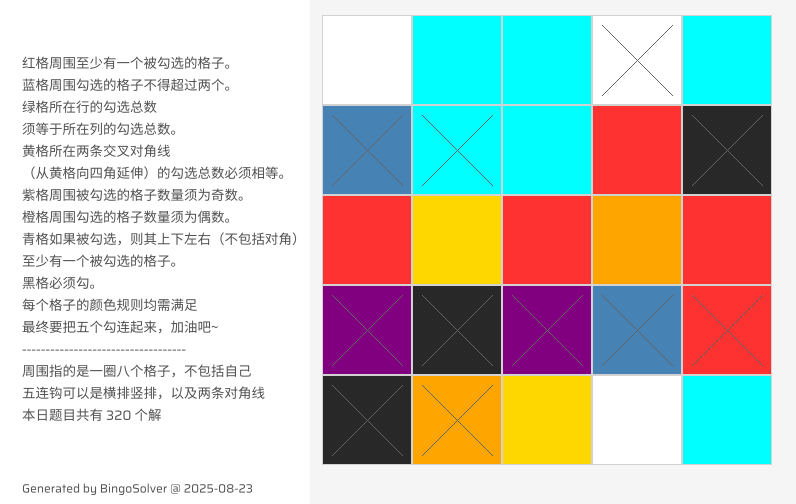 红格周围至少有一个被勾选的格子。
蓝格周围勾选的格子不得超过两个。
绿格所在行的勾选总数
须等于所在列的勾选总数。
黄格所在两条交叉对角线
（从黄格向四角延伸）的勾选总数必须相等。
紫格周围被勾选的格子数量须为奇数。
橙格周围勾选的格子数量须为偶数。
青格如果被勾选，则其上下左右（不包括对角）
至少有一个被勾选的格子。
黑格必须勾。
每个格子的颜色规则均需满足
最终要把五个勾连起来，加油吧~
-----------------------------------
周围指的是一圈八个格子，不包括自己
五连钩可以是横排竖排，以及两条对角线
本日题目共有 320 个解
Generated by BingoSolver @ 2025-08-23